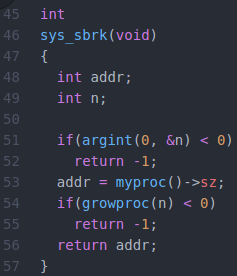 45 int
46 sys_sbrk(void)
47 {
48   int addr;
49   int n;
50
51   if(argint(0, &n) < 0)
52     return -1;
53   addr = myproc()->sz;
54   if(growproc(n) < 0)
55     return -1;
56   return addr;
57 }